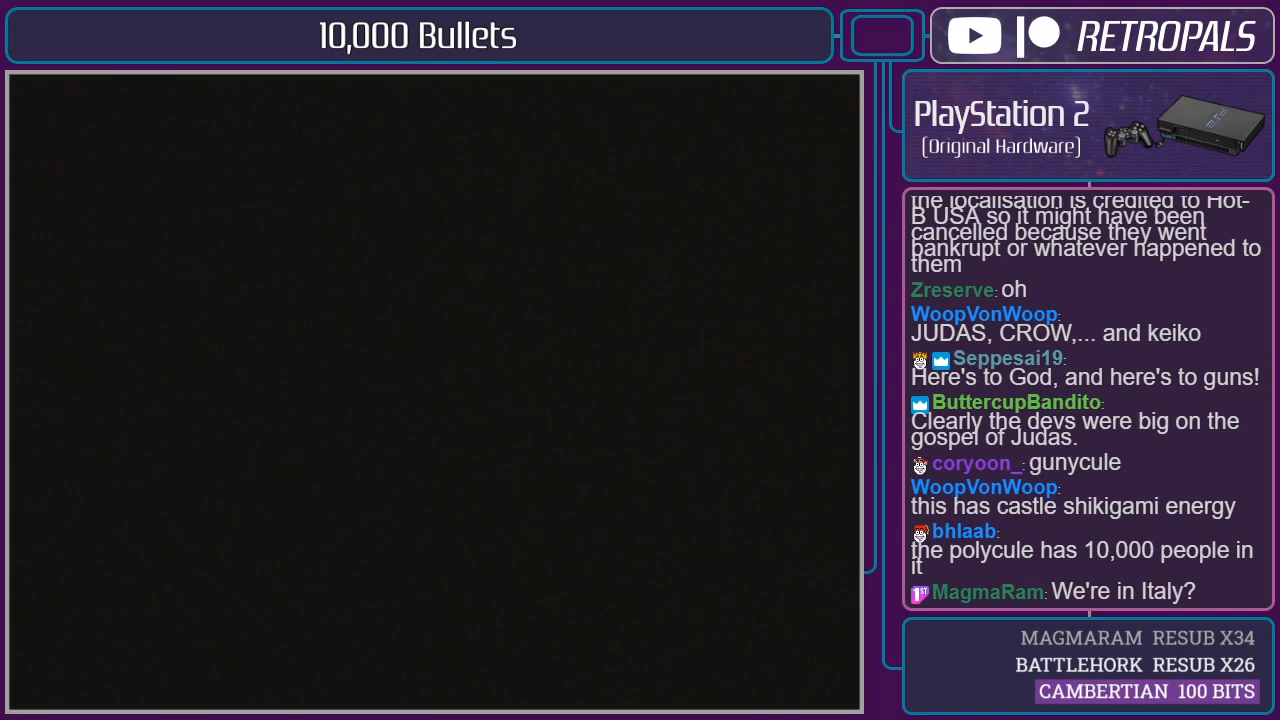 10,000 Bullets
RETROPALS
PlayStation 2
(Original Hardware)
the localisation is credited to Hot-
B USA so it might have been
cancelled because they went
bankrupt or whatever happened to
them
Zreserve: oh
WoopVonWoop:
JUDAS, CROW,... and keiko
Seppesai19:
Here's to God, and here's to guns!
ButtercupBandito:
Clearly the devs were big on the
gospel of Judas.
coryoon_: gunycule
WoopVonWoop:
this has castle shikigami energy
bhlaab:
the polycule has 10,000 people in
it
1ST MagmaRam: We're in Italy?
MAGMARAM RESUB X34
BATTLEHORK RESUB X26
CAMBERTIAN 100 BITS